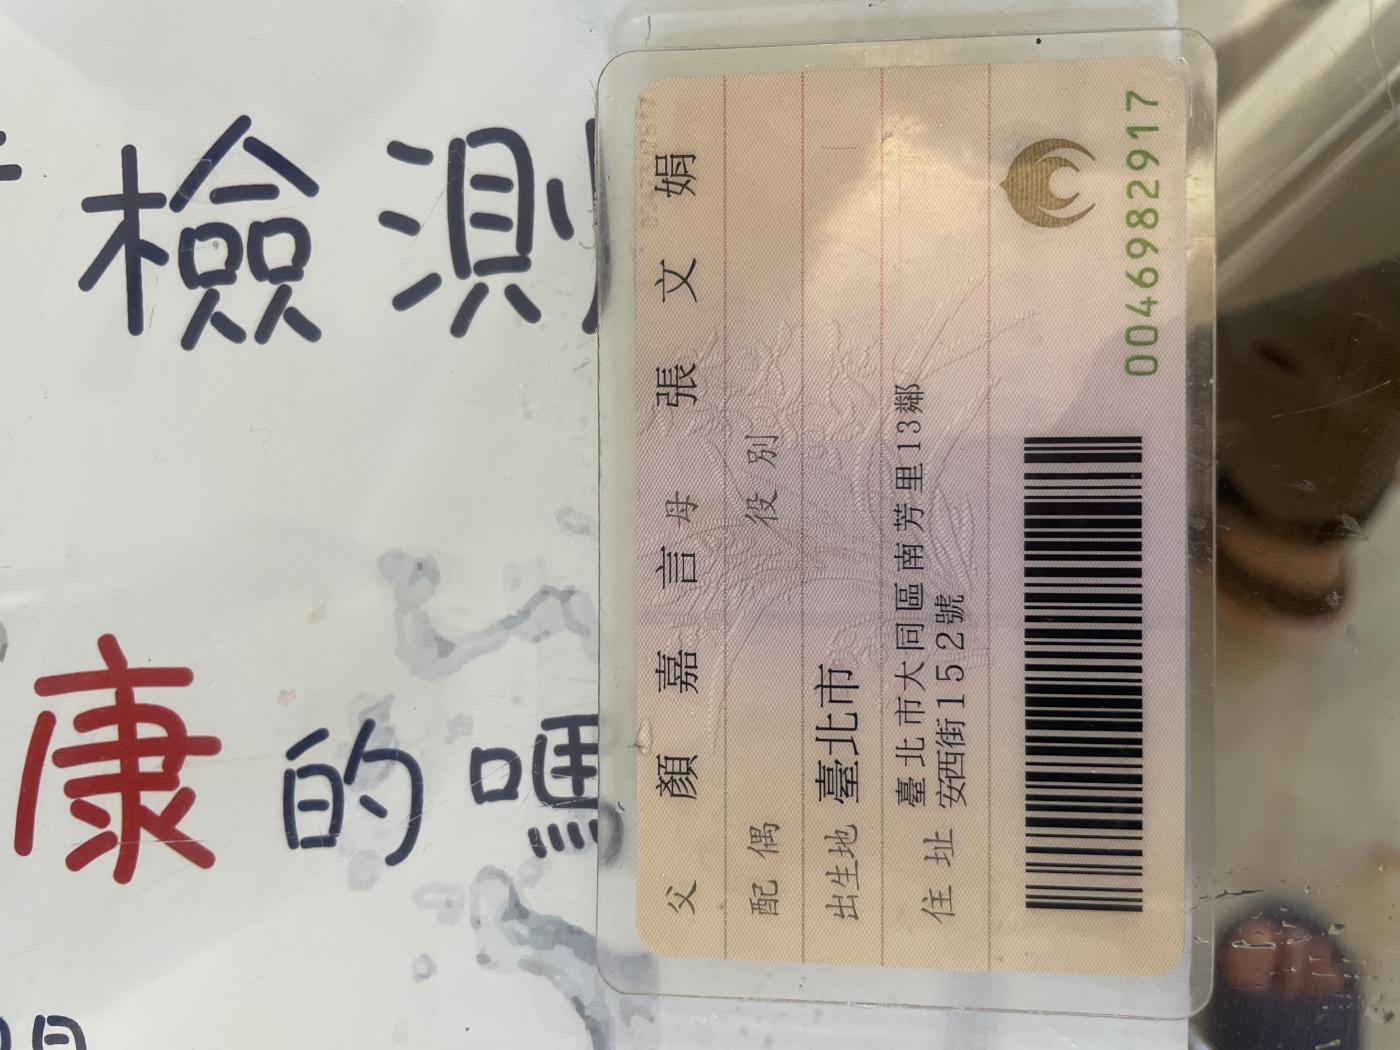 檢測
康的嗎
父 顏嘉言 母 張文娟
配偶 役別
出生地 臺北市
住址 臺北市大同區南芳里13鄰
安西街152號
0046982917